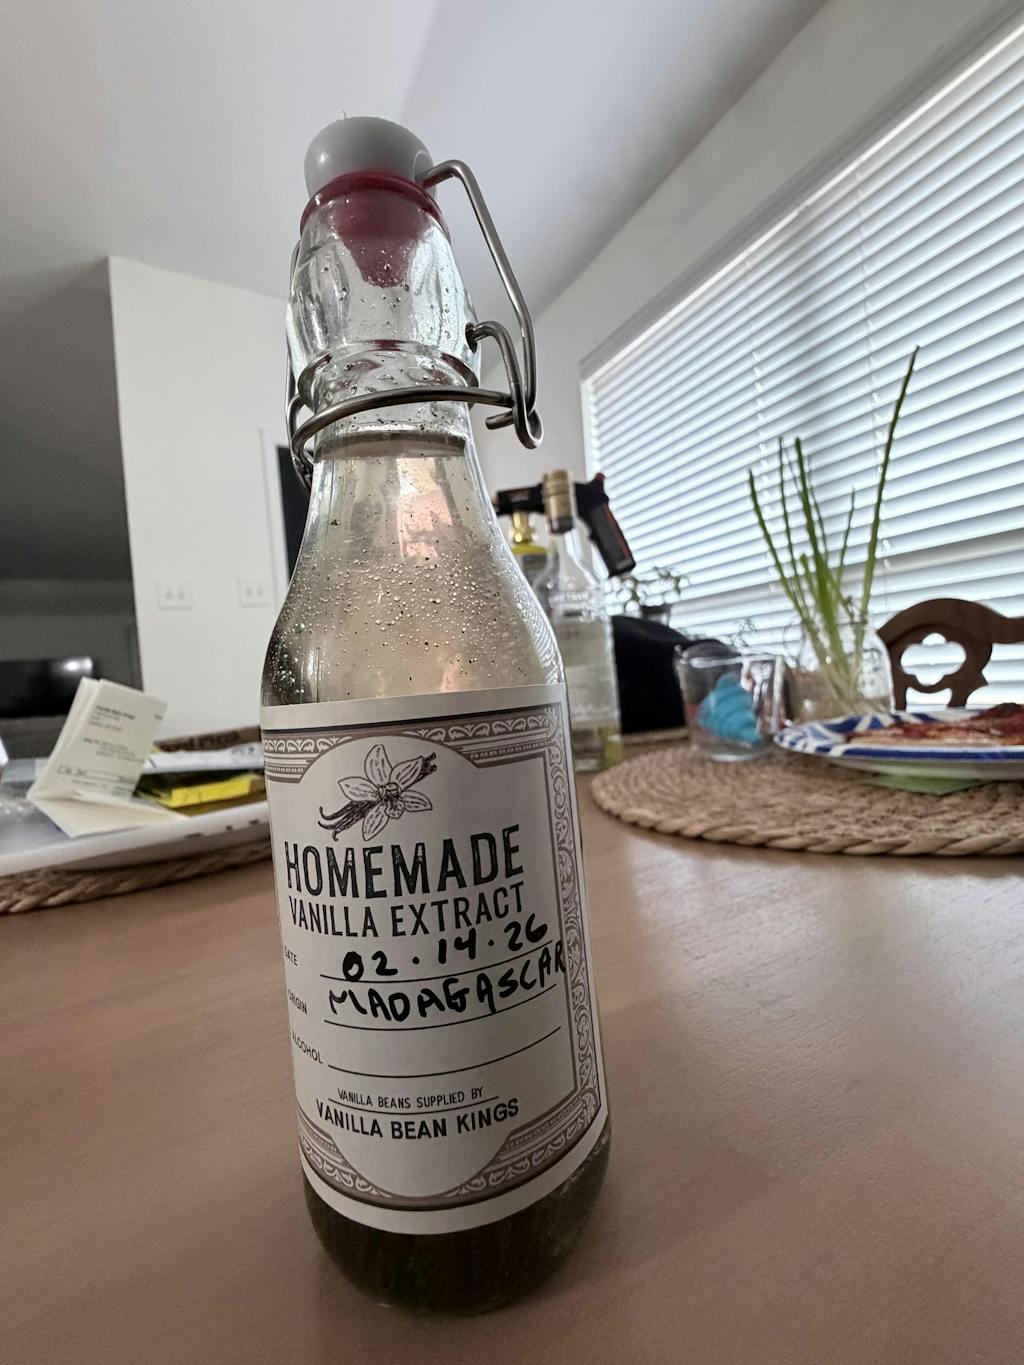 HOMEMADE
VANILLA EXTRACT
DATE 02.14.26
ORIGIN MADAGASCAR
ALCOHOL
VANILLA BEANS SUPPLIED BY
VANILLA BEAN KINGS